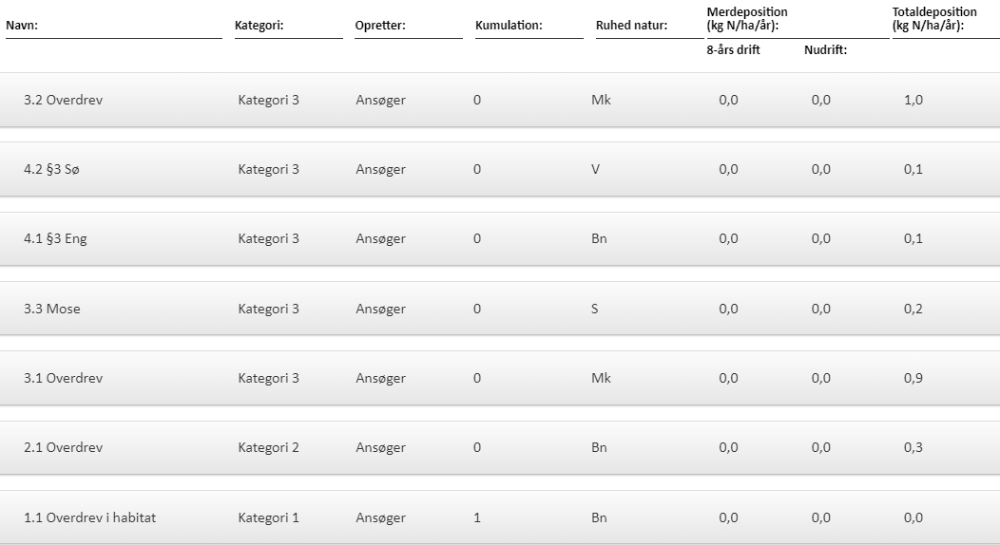 Navn: Kategori: Opretter: Kumulation: Ruhed natur: Merdeposition (kg N/ha/år): Totaldeposition (kg N/ha/år):
8-års drift Nudrift:
3.2 Overdrev Kategori 3 Ansøger 0 Mk 0,0 0,0 1,0
4.2 §3 Sø Kategori 3 Ansøger 0 V 0,0 0,0 0,1
4.1 §3 Eng Kategori 3 Ansøger 0 Bn 0,0 0,0 0,1
3.3 Mose Kategori 3 Ansøger 0 S 0,0 0,0 0,2
3.1 Overdrev Kategori 3 Ansøger 0 Mk 0,0 0,0 0,9
2.1 Overdrev Kategori 2 Ansøger 0 Bn 0,0 0,0 0,3
1.1 Overdrev i habitat Kategori 1 Ansøger 1 Bn 0,0 0,0 0,0